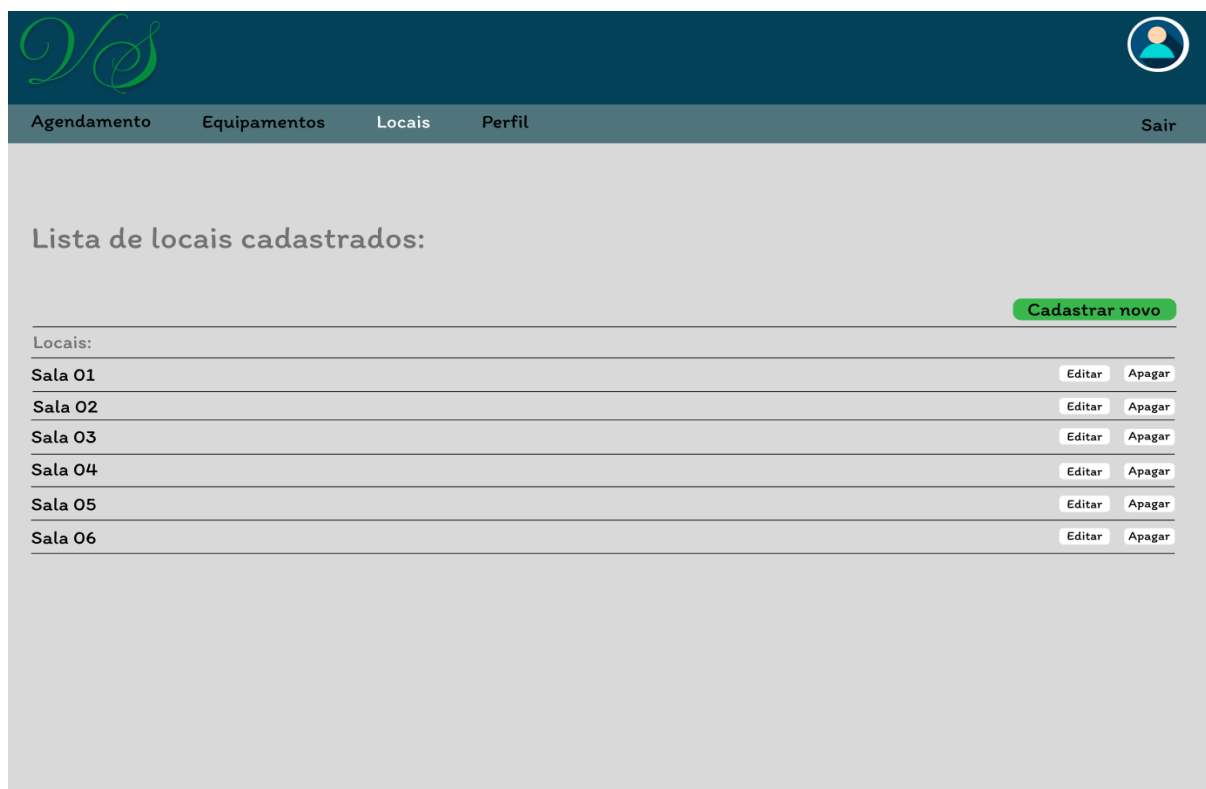 VS
Agendamento Equipamentos Locais Perfil Sair
Lista de locais cadastrados:
Cadastrar novo
Locais:
Sala 01 Editar Apagar
Sala 02 Editar Apagar
Sala 03 Editar Apagar
Sala 04 Editar Apagar
Sala 05 Editar Apagar
Sala 06 Editar Apagar